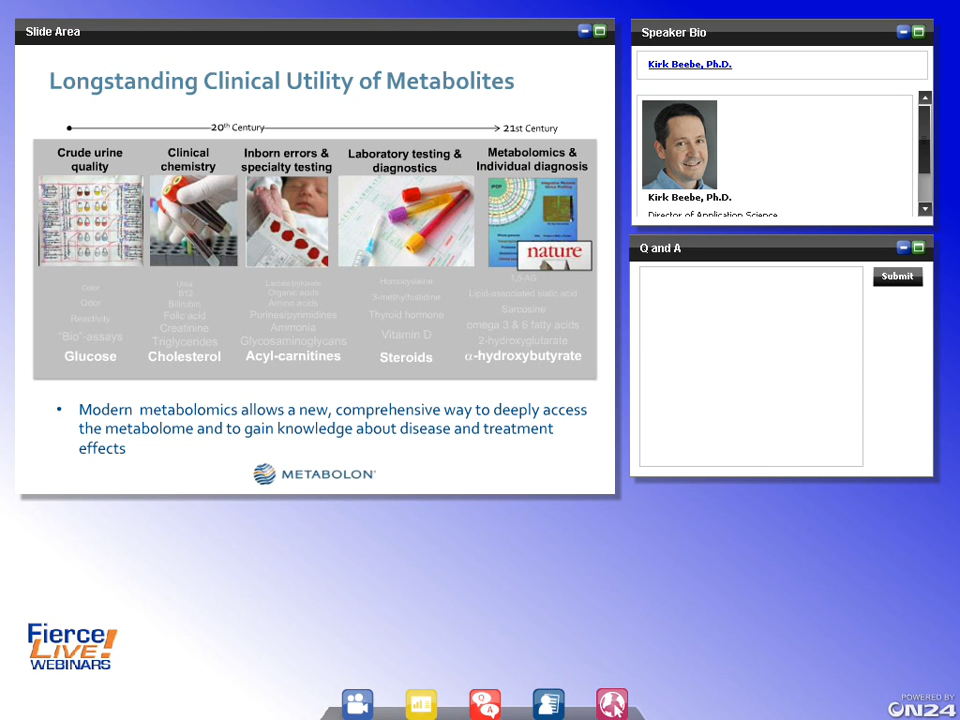 Slide Area
Longstanding Clinical Utility of Metabolites
20th Century
21st Century
Crude urine quality
Clinical chemistry
Inborn errors & specialty testing
Laboratory testing & diagnostics
Metabolomics & Individual diagnosis
nature
Color
Odor
Reactivity
"Bio"-assays
Glucose
Urea
B12
Bilirubin
Folic acid
Creatinine
Triglycerides
Cholesterol
Lactate/pyruvate
Organic acids
Amino acids
Purines/pyrimidines
Ammonia
Glycosaminoglycans
Acyl-carnitines
Homocysteine
3-methylhistidine
Thyroid hormone
Vitamin D
Steroids
1,5-AG
Lipid-associated sialic acid
Sarcosine
omega 3 & 6 fatty acids
2-hydroxyglutarate
α-hydroxybutyrate
• Modern metabolomics allows a new, comprehensive way to deeply access
the metabolome and to gain knowledge about disease and treatment
effects
METABOLON
Speaker Bio
Kirk Beebe, Ph.D.
Kirk Beebe, Ph.D.
Director of Application Science
Q and A
Submit
Fierce
LIVE!
WEBINARS
Q
A
POWERED BY
ON24